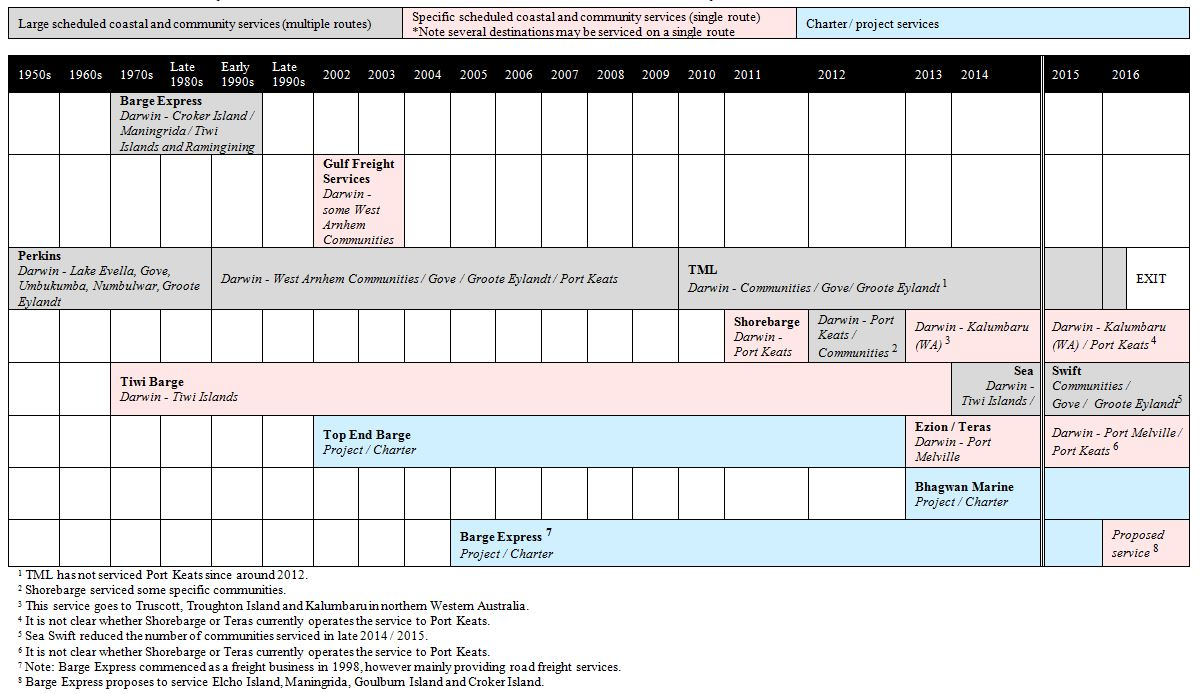 Large scheduled coastal and community services (multiple routes)
Specific scheduled coastal and community services (single route)
*Note several destinations may be serviced on a single route
Charter / project services
1950s 1960s 1970s Late 1980s Early 1990s Late 1990s 2002 2003 2004 2005 2006 2007 2008 2009 2010 2011 2012 2013 2014 2015 2016
Barge Express
Darwin - Croker Island /
Maningrida / Tiwi
Islands and Ramingining
Gulf Freight
Services
Darwin -
some West
Arnhem
Communities
Perkins
Darwin - Lake Evella, Gove,
Umbukumba, Numbulwar, Groote
Eylandt
Darwin - West Arnhem Communities / Gove / Groote Eylandt / Port Keats
TML
Darwin - Communities / Gove/ Groote Eylandt 1
EXIT
Shorebarge
Darwin -
Port Keats
Darwin - Port
Keats /
Communities 2
Darwin - Kalumbaru
(WA) 3
Darwin - Kalumbaru
(WA) / Port Keats 4
Tiwi Barge
Darwin - Tiwi Islands
Sea
Darwin -
Tiwi Islands /
Swift
Communities /
Gove / Groote Eylandt 5
Top End Barge
Project / Charter
Ezion / Teras
Darwin - Port
Melville
Darwin - Port Melville /
Port Keats 6
Bhagwan Marine
Project / Charter
Barge Express 7
Project / Charter
Proposed
service 8
1 TML has not serviced Port Keats since around 2012.
2 Shorebarge serviced some specific communities.
3 This service goes to Truscott, Troughton Island and Kalumbaru in northern Western Australia.
4 It is not clear whether Shorebarge or Teras currently operates the service to Port Keats.
5 Sea Swift reduced the number of communities serviced in late 2014 / 2015.
6 It is not clear whether Shorebarge or Teras currently operates the service to Port Keats.
7 Note: Barge Express commenced as a freight business in 1998, however mainly providing road freight services.
8 Barge Express proposes to service Elcho Island, Maningrida, Goulburn Island and Croker Island.